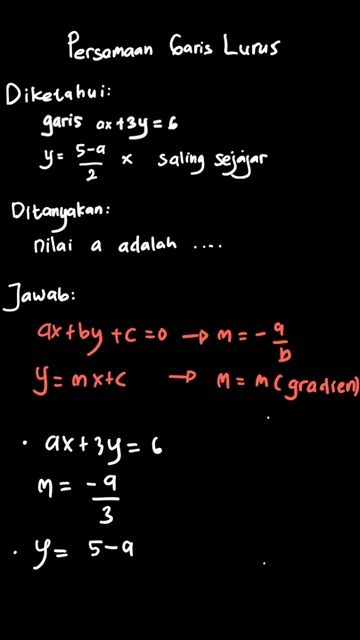 Persamaan Garis Lurus
Diketahui:
garis ax+3y=6
y= 5-a/2 x saling sejajar
Ditanyakan:
nilai a adalah ....
Jawab:
ax+by+c=0 → m=-a/b
y=mx+c → m=m(gradien)
· ax+3y=6
m= -a/3
· y= 5-a